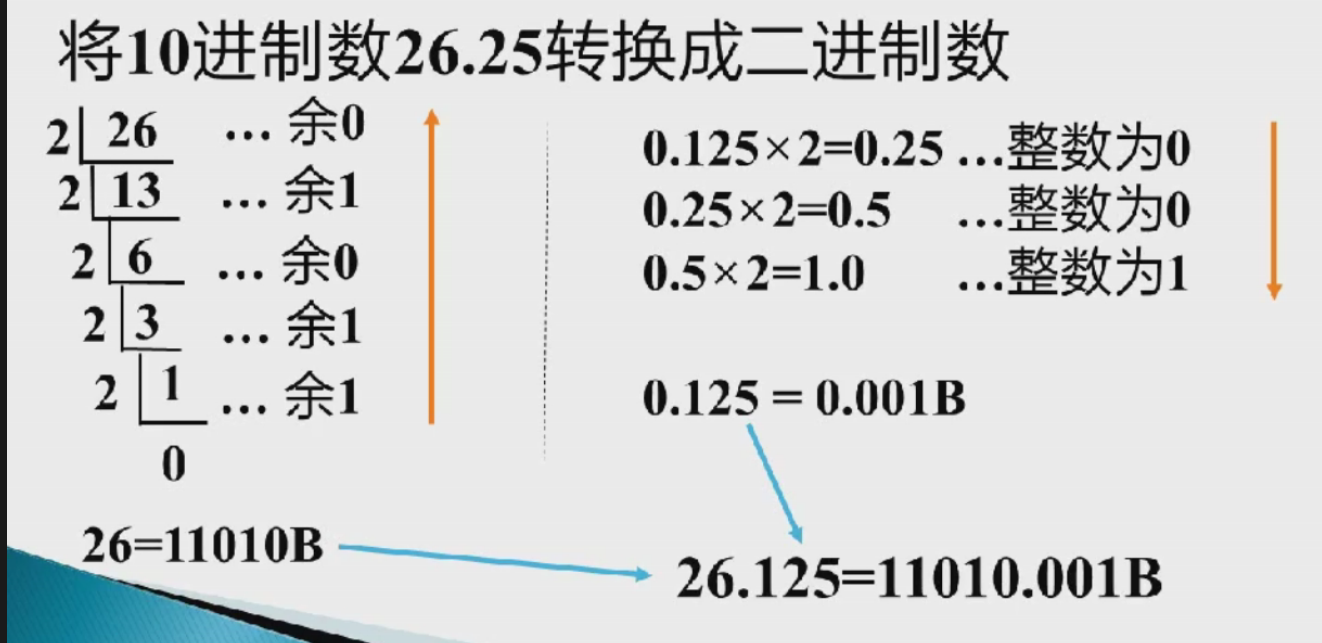 将10进制数26.25转换成二进制数
2 26 … 余0
2 13 … 余1
2 6 … 余0
2 3 … 余1
2 1 … 余1
0
26=11010B
0.125×2=0.25 …整数为0
0.25×2=0.5 …整数为0
0.5×2=1.0 …整数为1
0.125 = 0.001B
26.125=11010.001B